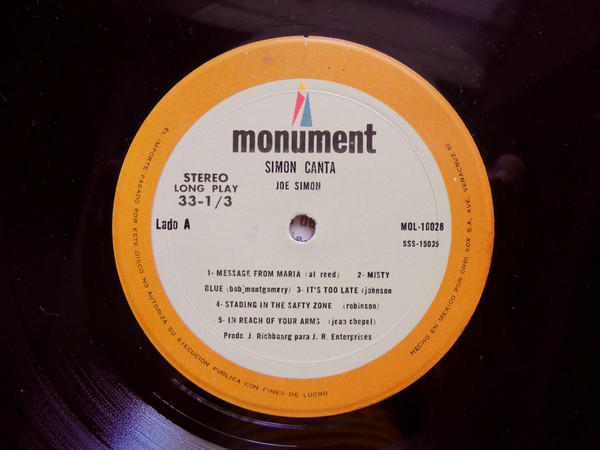 monument
SIMON CANTA
JOE SIMON
STEREO
LONG PLAY
33-1/3
Lado A
MOL-10028
SSS-15035
1- MESSAGE FROM MARIA (al reed) 2- MISTY
BLUE (bob montgomery) 3- IT'S TOO LATE (johnson
4- STADING IN THE SAFTY ZONE (robinson)
5- IN REACH OF YOUR ARMS (jean chepel)
Prods J. Richbourg para J. R. Enterprises
EL IMPORTE PAGADO POR ESTE DISCO NO AUTORIZA SU EJECUCION PUBLICA CON FINES DE LUCRO
HECHO EN MEXICO POR ORBI VOX S.A. AVE. VERACRUZ 69